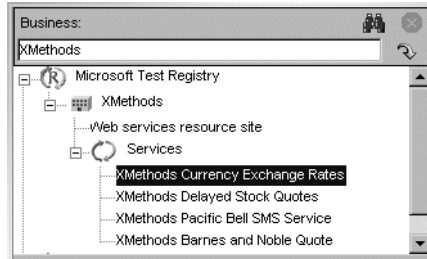 Business:
XMethods
R Microsoft Test Registry
XMethods
Web services resource site
Services
XMethods Currency Exchange Rates
XMethods Delayed Stock Quotes
XMethods Pacific Bell SMS Service
XMethods Barnes and Noble Quote